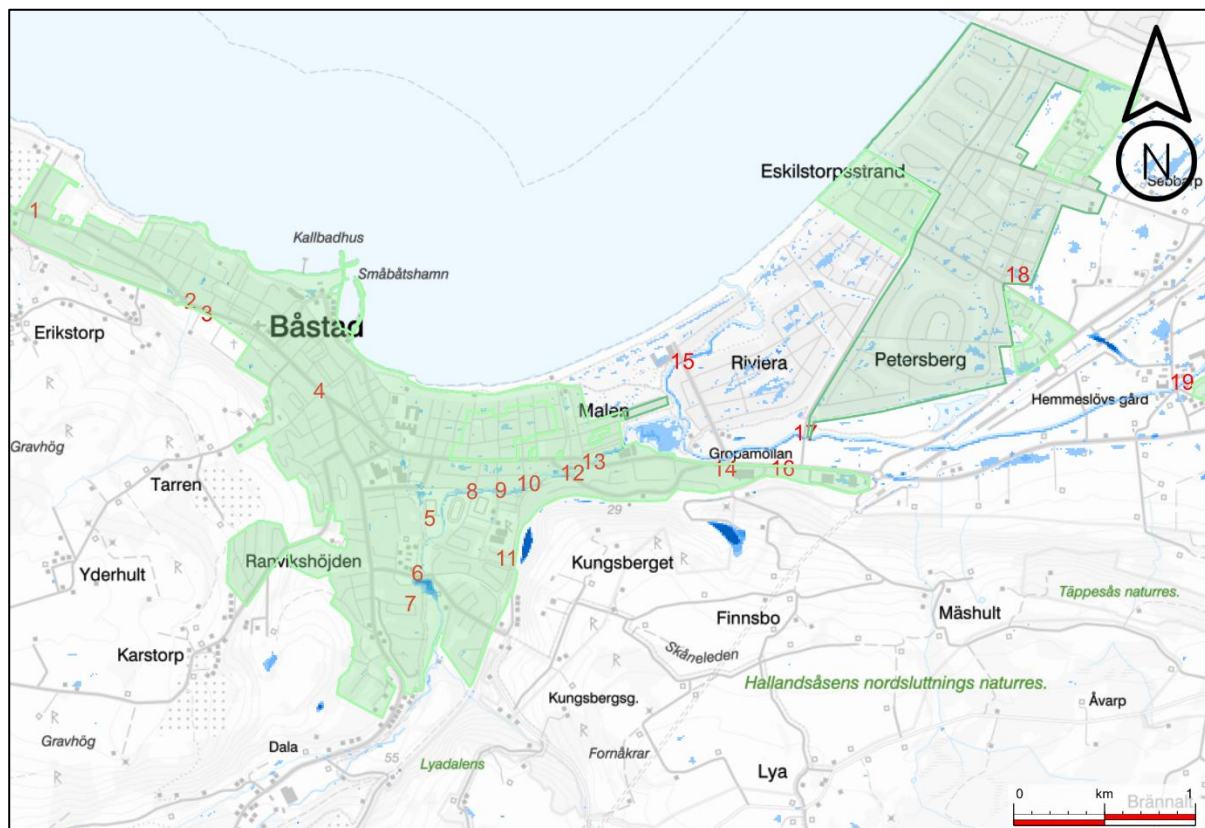 N
Eskilstorpsstrand
Sebbarp
1
Kallbadhus
Småbåtshamn
18
2
3
Båstad
Erikstorp
15
Riviera
Petersberg
19
4
Hemmeslövs gård
Malen
17
Gravhög
Gropamöllan
13
14
16
12
Tarren
10
9
8
5
29
11
Ranvikshöjden
Kungsberget
6
Yderhult
7
Täppesås naturres.
Finnsbo
Mäshult
Karstorp
Skåneleden
Hallandsåsens nordsluttnings naturres.
Kungsbergsg.
Åvarp
Gravhög
Dala
Fornåkrar
55
Lyadalens
Lya
0 km 1
Brännalt